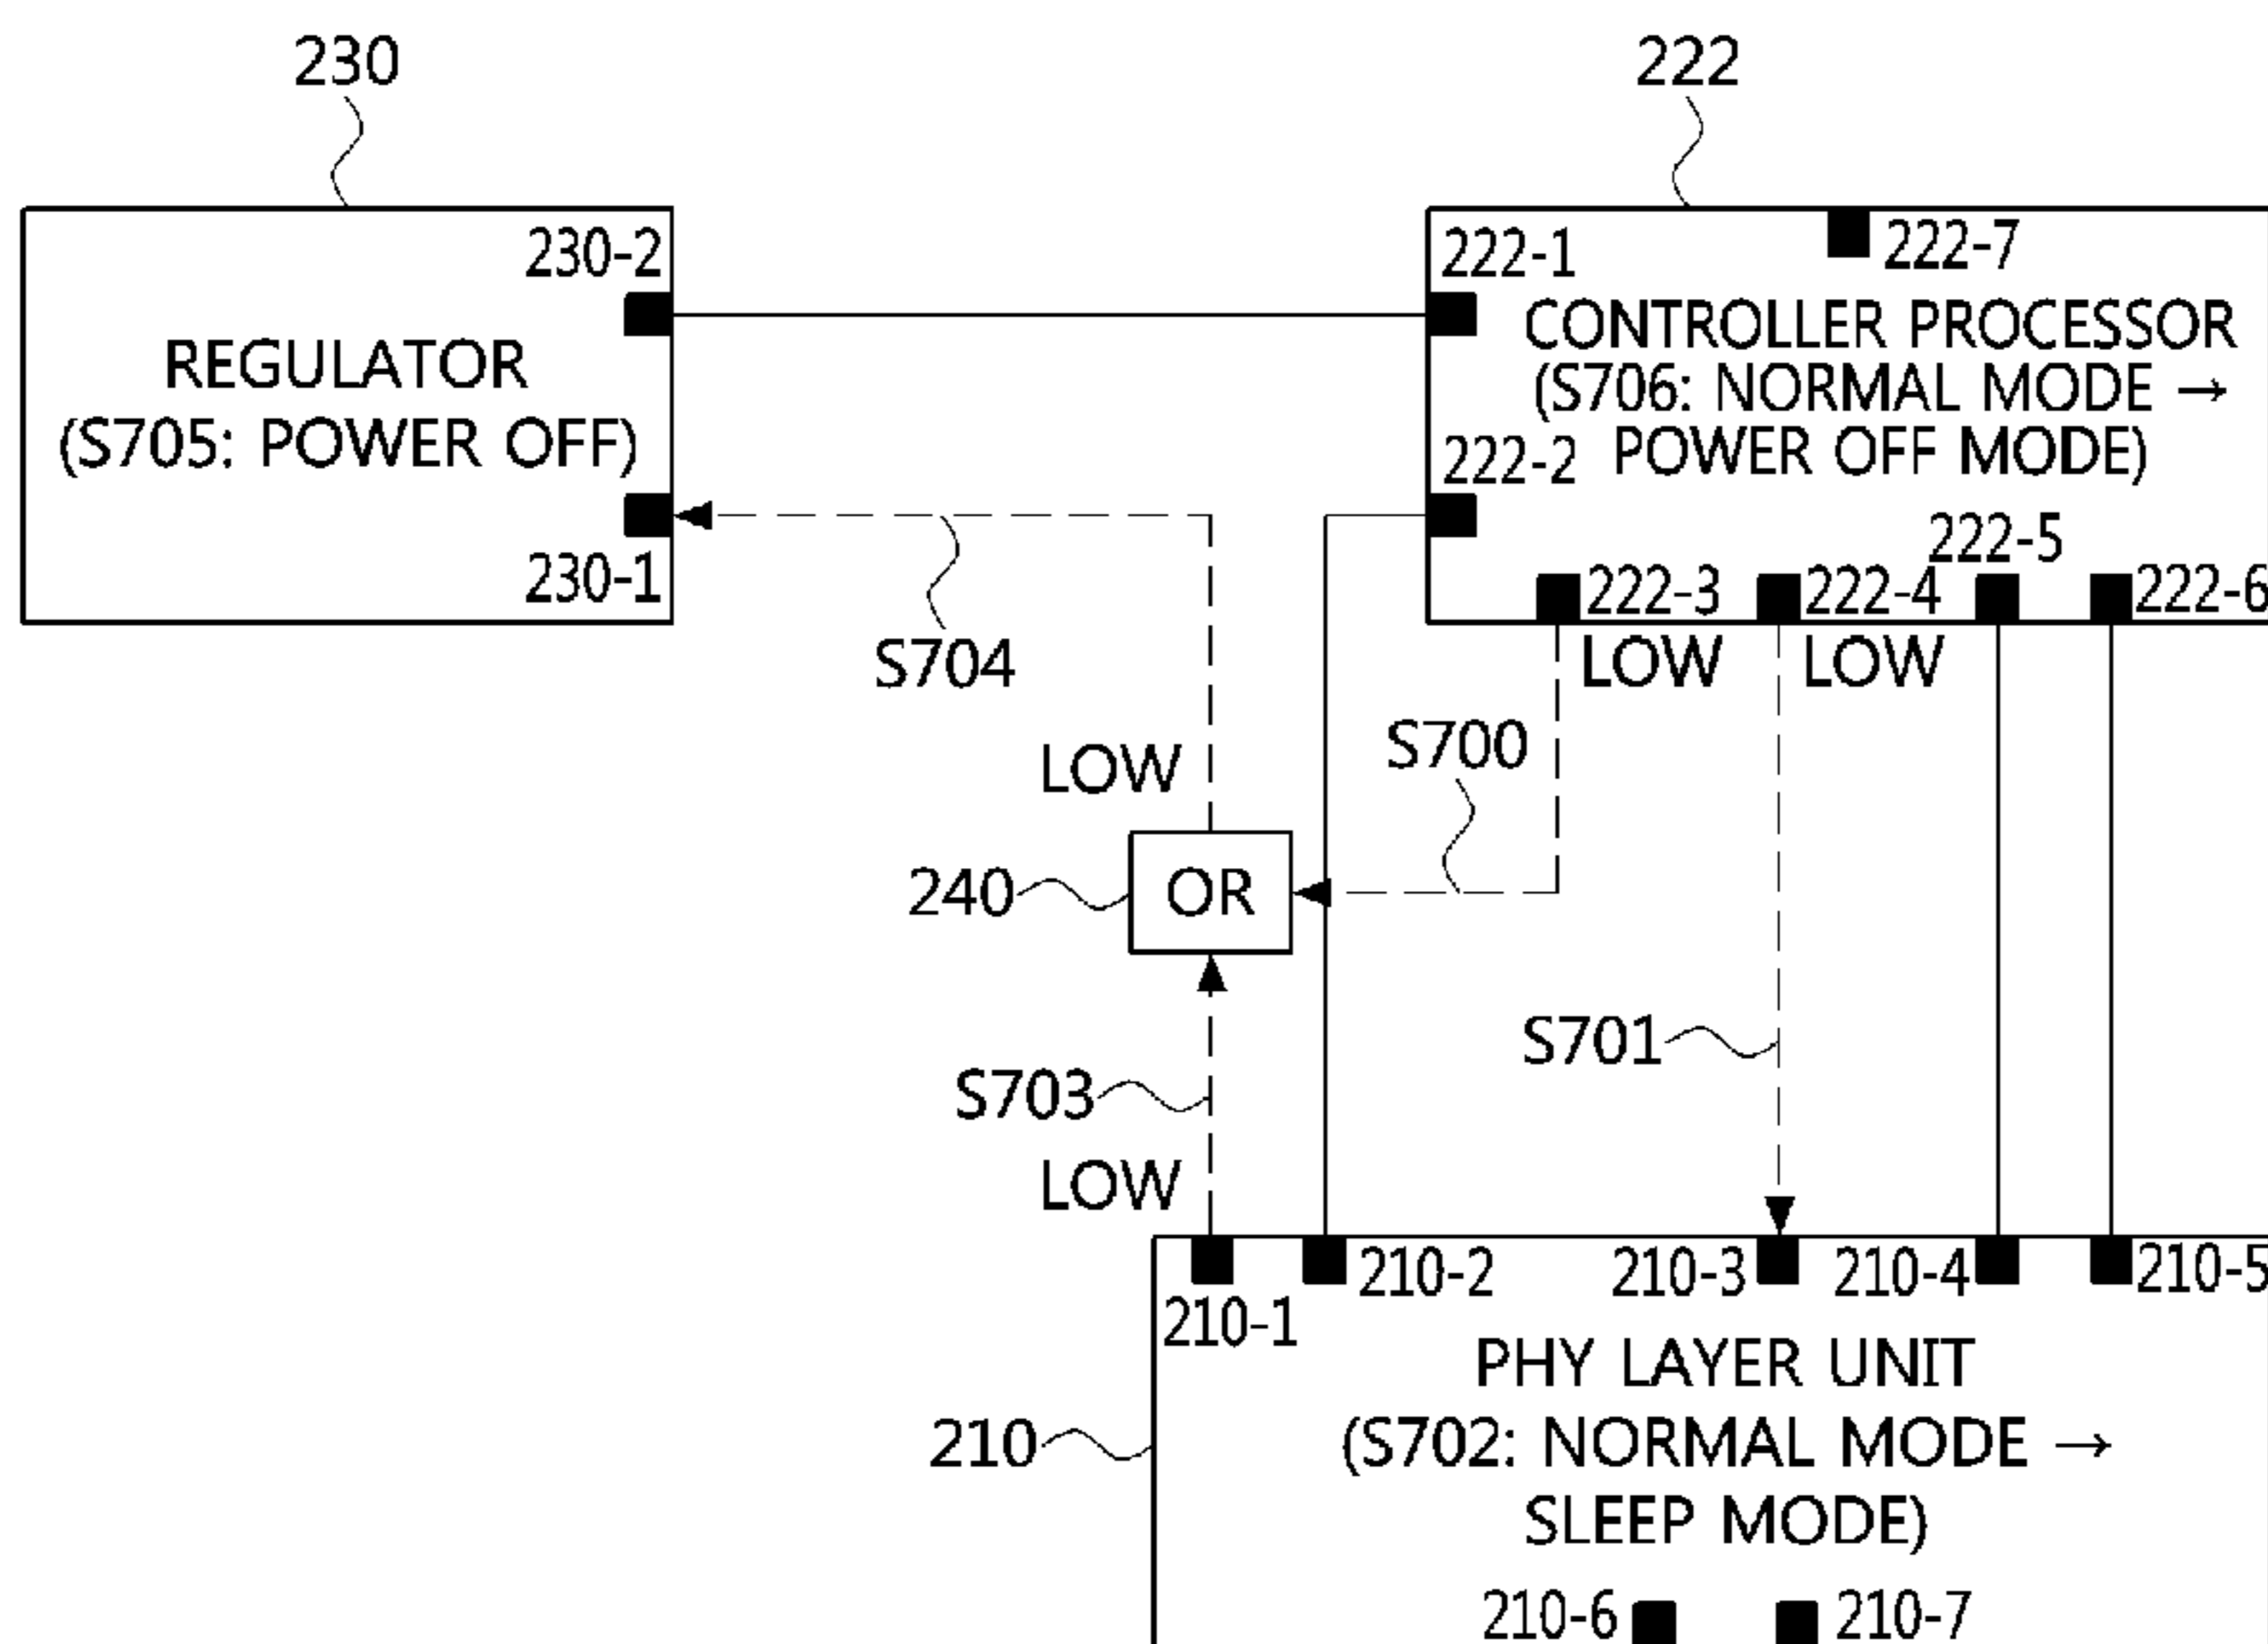 230
222
230-2
222-1
222-7
REGULATOR
(S705: POWER OFF)
CONTROLLER PROCESSOR
(S706: NORMAL MODE →
222-2 POWER OFF MODE)
230-1
222-5
222-3
222-4
222-6
LOW
LOW
S704
S700
LOW
240
OR
S701
S703
LOW
210-1
210-2
210-3
210-4
210-5
PHY LAYER UNIT
210
(S702: NORMAL MODE →
SLEEP MODE)
210-6
210-7